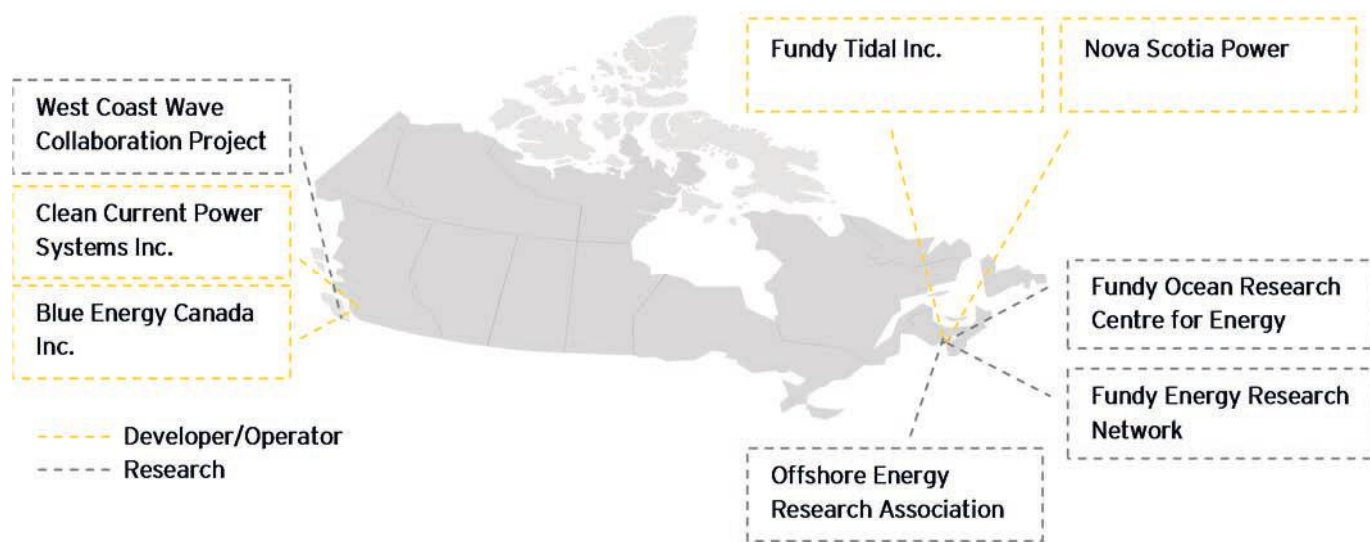 West Coast Wave
Collaboration Project
Clean Current Power
Systems Inc.
Blue Energy Canada
Inc.
Developer/Operator
Research
Fundy Tidal Inc.
Nova Scotia Power
Fundy Ocean Research
Centre for Energy
Fundy Energy Research
Network
Offshore Energy
Research Association